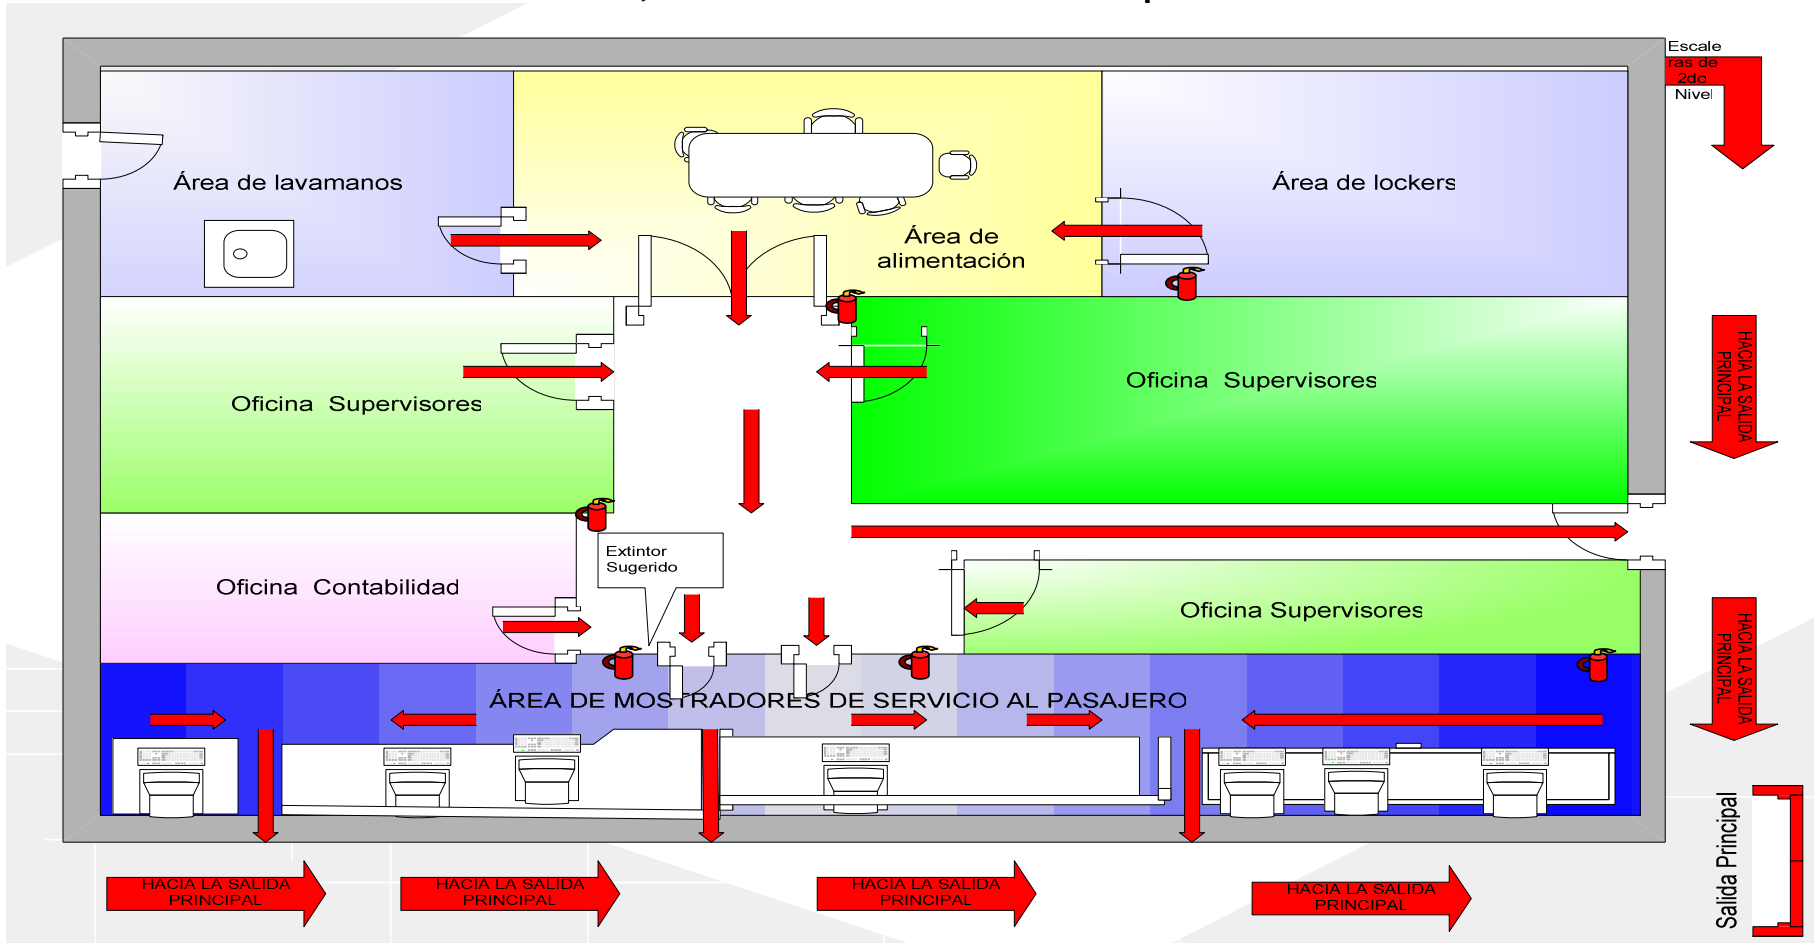 Escale
ras de
2do
Nivel
Área de lavamanos
Área de lockers
Área de
alimentación
HACIA LA SALIDA
PRINCIPAL
Oficina Supervisores
Oficina Supervisores
Extintor
Sugerido
Oficina Contabilidad
Oficina Supervisores
HACIA LA SALIDA
PRINCIPAL
ÁREA DE MOSTRADORES DE SERVICIO AL PASAJERO
Salida Principal
HACIA LA SALIDA
PRINCIPAL
HACIA LA SALIDA
PRINCIPAL
HACIA LA SALIDA
PRINCIPAL
HACIA LA SALIDA
PRINCIPAL